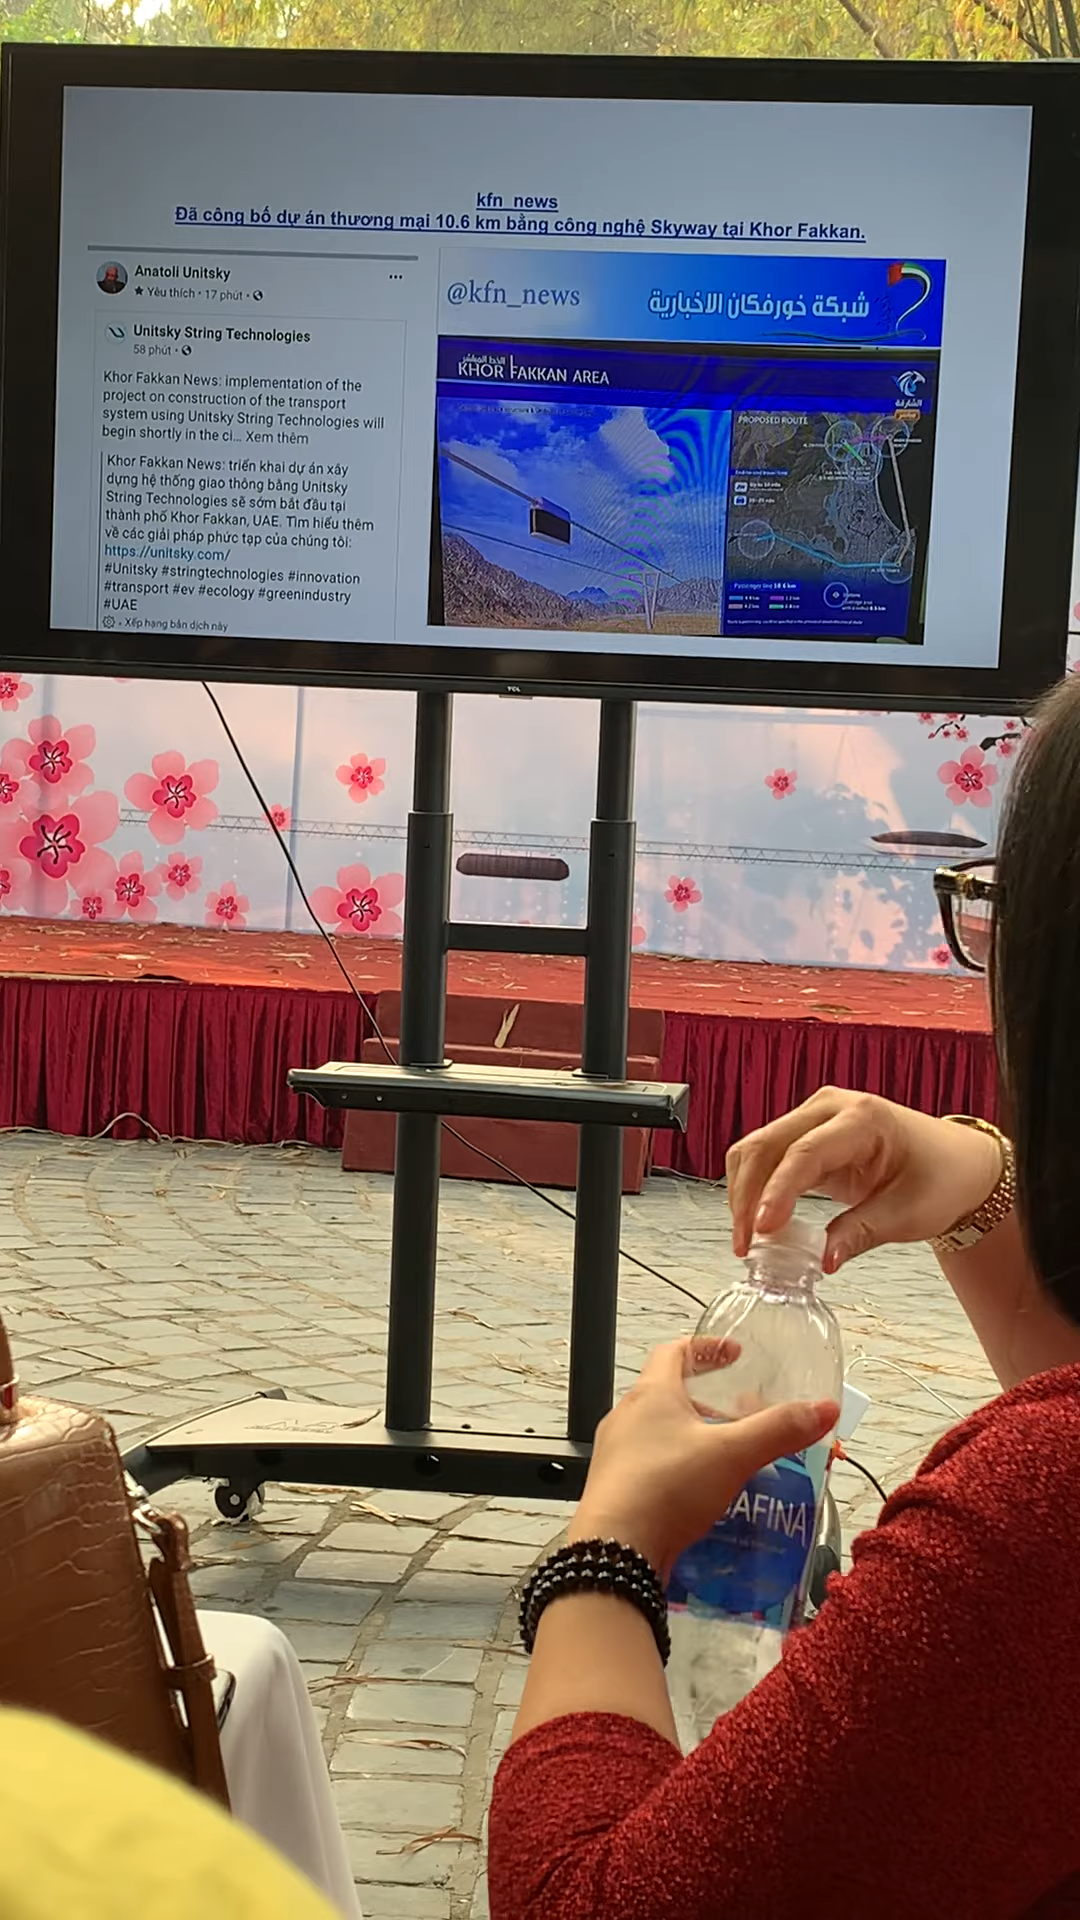 kfn_news
Đã công bố dự án thương mại 10.6 km bằng công nghệ Skyway tại Khor Fakkan.
Anatoli Unitsky
Yêu thích • 17 phút •
Unitsky String Technologies
58 phút •
Khor Fakkan News: implementation of the
project on construction of the transport
system using Unitsky String Technologies will
begin shortly in the ci... Xem thêm
Khor Fakkan News: triển khai dự án xây
dựng hệ thống giao thông bằng Unitsky
String Technologies sẽ sớm bắt đầu tại
thành phố Khor Fakkan, UAE. Tìm hiểu thêm
về các giải pháp phức tạp của chúng tôi:
https://unitsky.com/
#Unitsky #stringtechnologies #innovation
#transport #ev #ecology #greenindustry
#UAE
Xếp hạng bản dịch này
@kfn_news
شبكة خورفكان الاخبارية
KHOR FAKKAN AREA
الشارقة
مباشر
PROPOSED ROUTE
TCL
AFINA